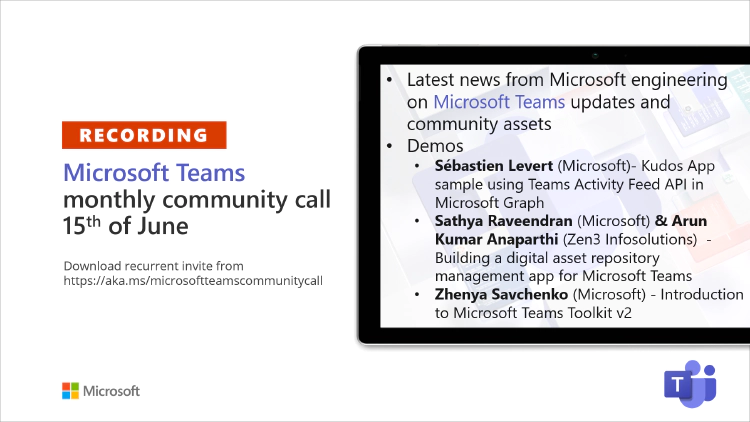 RECORDING
Microsoft Teams
monthly community call
15th of June
Download recurrent invite from
https://aka.ms/microsoftteamscommunitycall
Microsoft
• Latest news from Microsoft engineering
on Microsoft Teams updates and
community assets
• Demos
• Sébastien Levert (Microsoft)- Kudos App
sample using Teams Activity Feed API in
Microsoft Graph
• Sathya Raveendran (Microsoft) & Arun
Kumar Anaparthi (Zen3 Infosolutions) -
Building a digital asset repository
management app for Microsoft Teams
• Zhenya Savchenko (Microsoft) - Introduction
to Microsoft Teams Toolkit v2
T